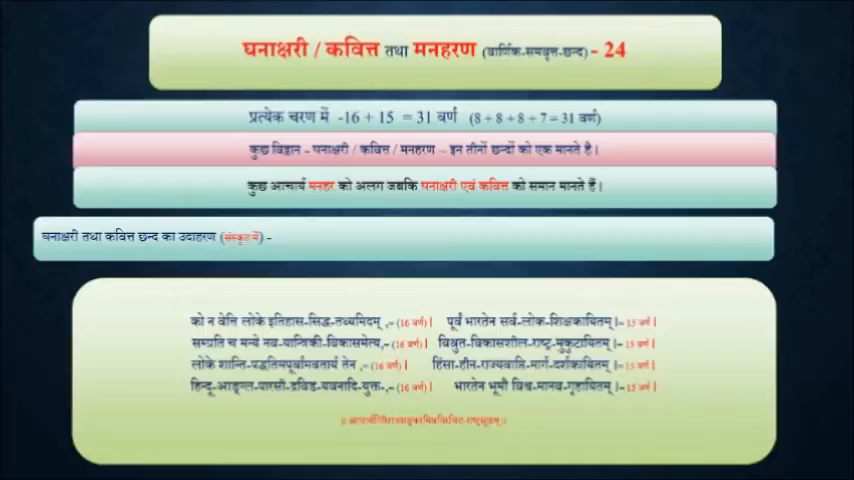 घनाक्षरी / कवित्त तथा मनहरण (वार्णिक-समवृत्त-छन्द) - 24
प्रत्येक चरण में -16 + 15 = 31 वर्ण (8 + 8 + 8 + 7 = 31 वर्ण)
कुछ विद्वान - घनाक्षरी / कवित्त / मनहरण – इन तीनों छन्दों को एक मानते है।
कुछ आचार्य मनहर को अलग जबकि घनाक्षरी एवं कवित्त को समान मानते हैं।
घनाक्षरी तथा कवित्त छन्द का उदाहरण (संस्कृत में) -
को न वेत्ति लोके इतिहास-सिद्ध-तथ्यमिदम् ,= (16 वर्ण) | पूर्वं भारतेन सर्व-लोक-शिक्षकायितम् |= 15 वर्ण |
सम्प्रति च मन्ये नव-यान्त्रिकी-विकासमेत्य,- (16 वर्ण) | विश्रुत-विकासशील-राष्ट्र-मुकुटायितम् |= 15 वर्ण |
लोके शान्ति-पद्धतिमपूर्वामवतार्य तेन ,= (16 वर्ण) | हिंसा-हीन-राज्यवाप्ति-मार्ग-दर्शकायितम् |= 15 वर्ण |
हिन्दू-आङ्ग्ल-पारसी-द्रविड-यवनादि-युक्त-,= (16 वर्ण) | भारतेन भूमौ विश्व-मानव-गृहायितम् |= 15 वर्ण |